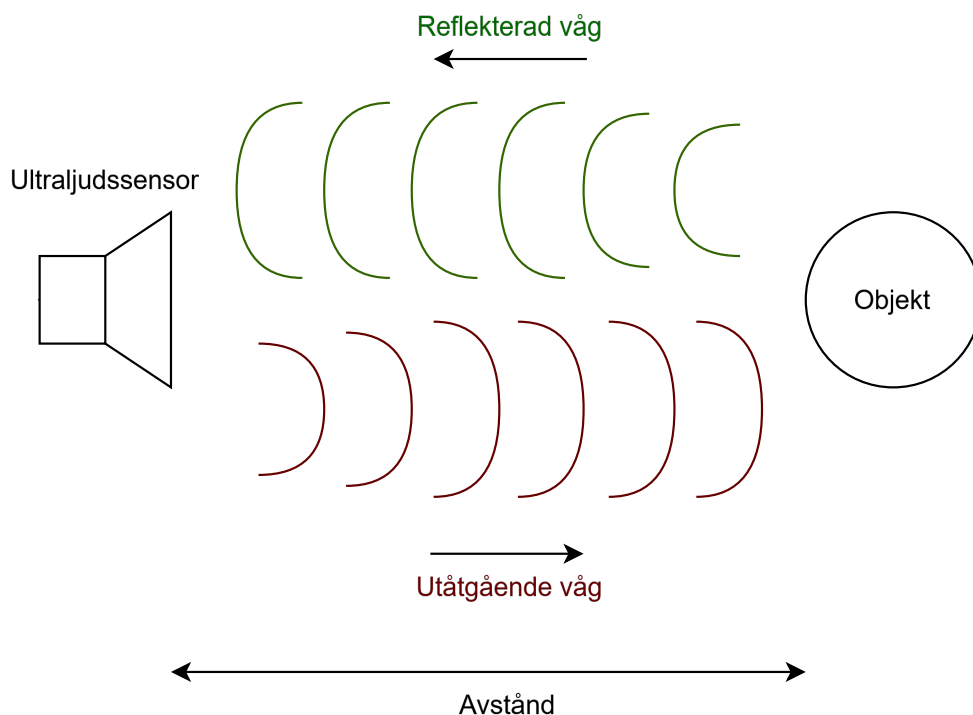 Reflekterad våg
Ultraljudssensor
Objekt
Utåtgående våg
Avstånd